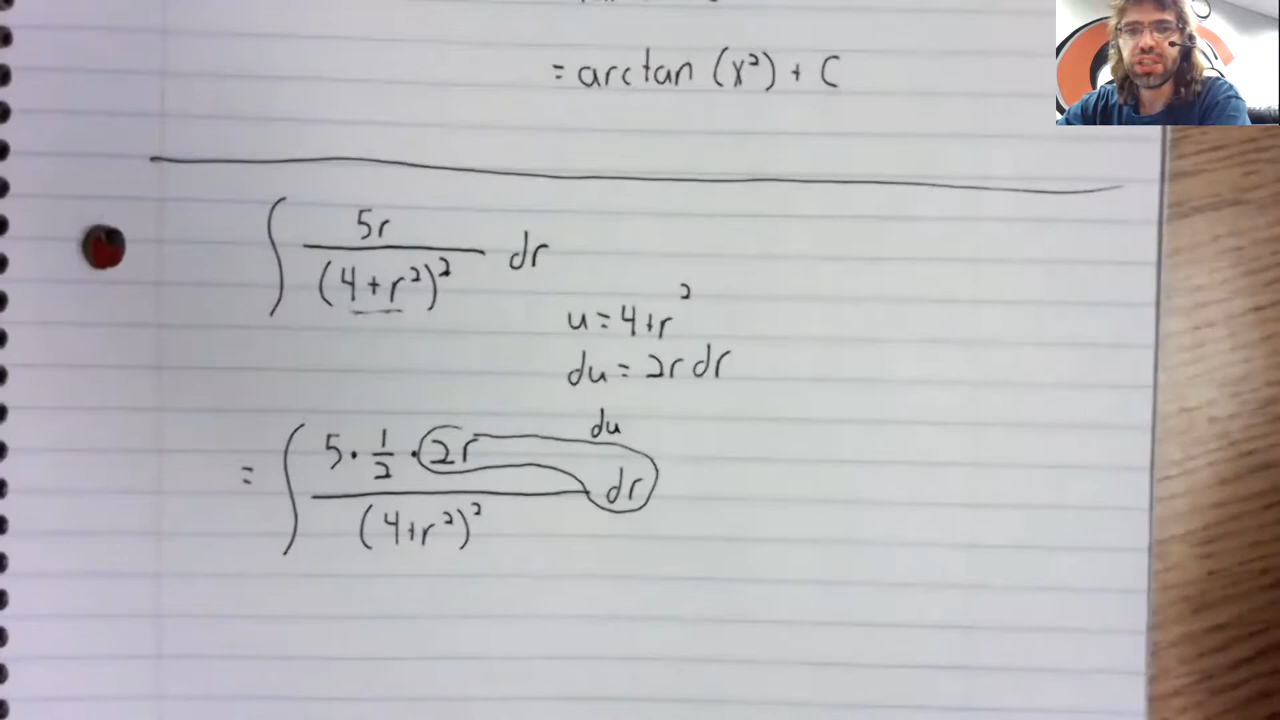 = arctan (x²) + C
∫ 5r / (4+r²)² dr
u = 4+r²
du = 2r dr
du
= ∫ 5 · 1/2 · 2r / (4+r²)² dr